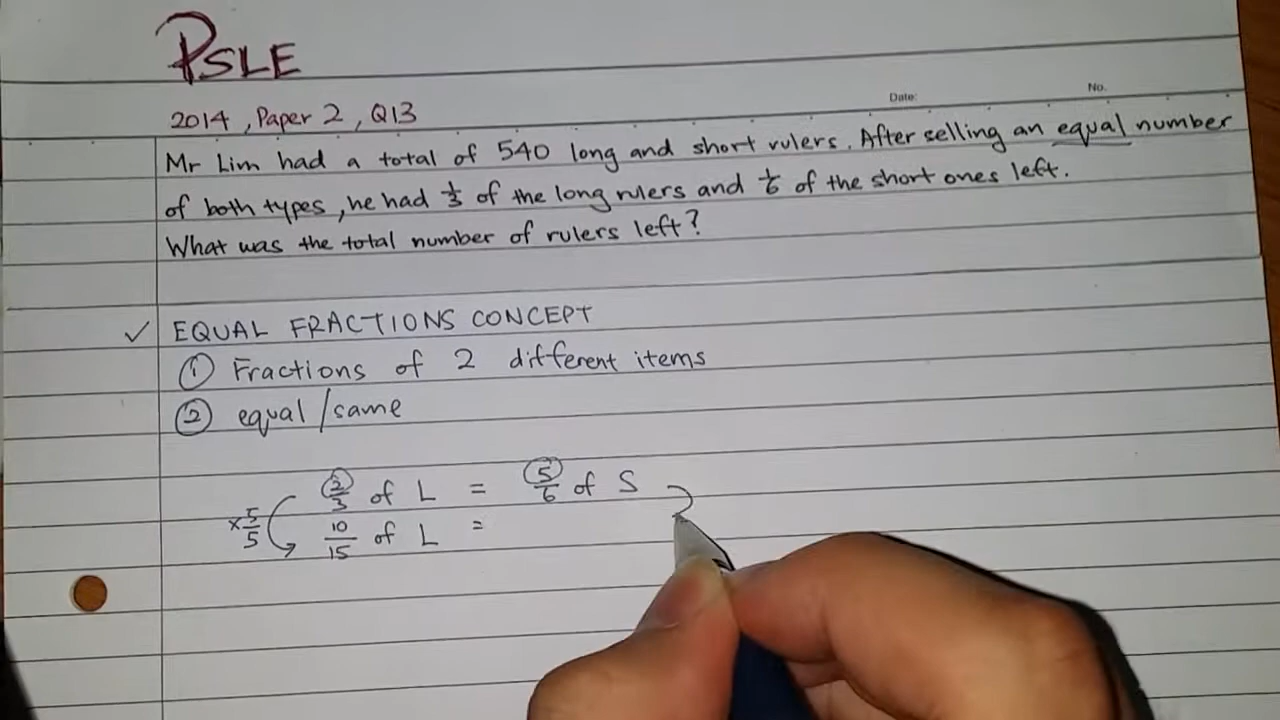 PSLE
Date: No.
2014, Paper 2, Q13
Mr Lim had a total of 540 long and short rulers. After selling an equal number
of both types, he had 1/3 of the long rulers and 1/6 of the short ones left.
What was the total number of rulers left?
✓ EQUAL FRACTIONS CONCEPT
① Fractions of 2 different items
② equal/same
2/3 of L = 5/6 of S
×5/5
10/15 of L =